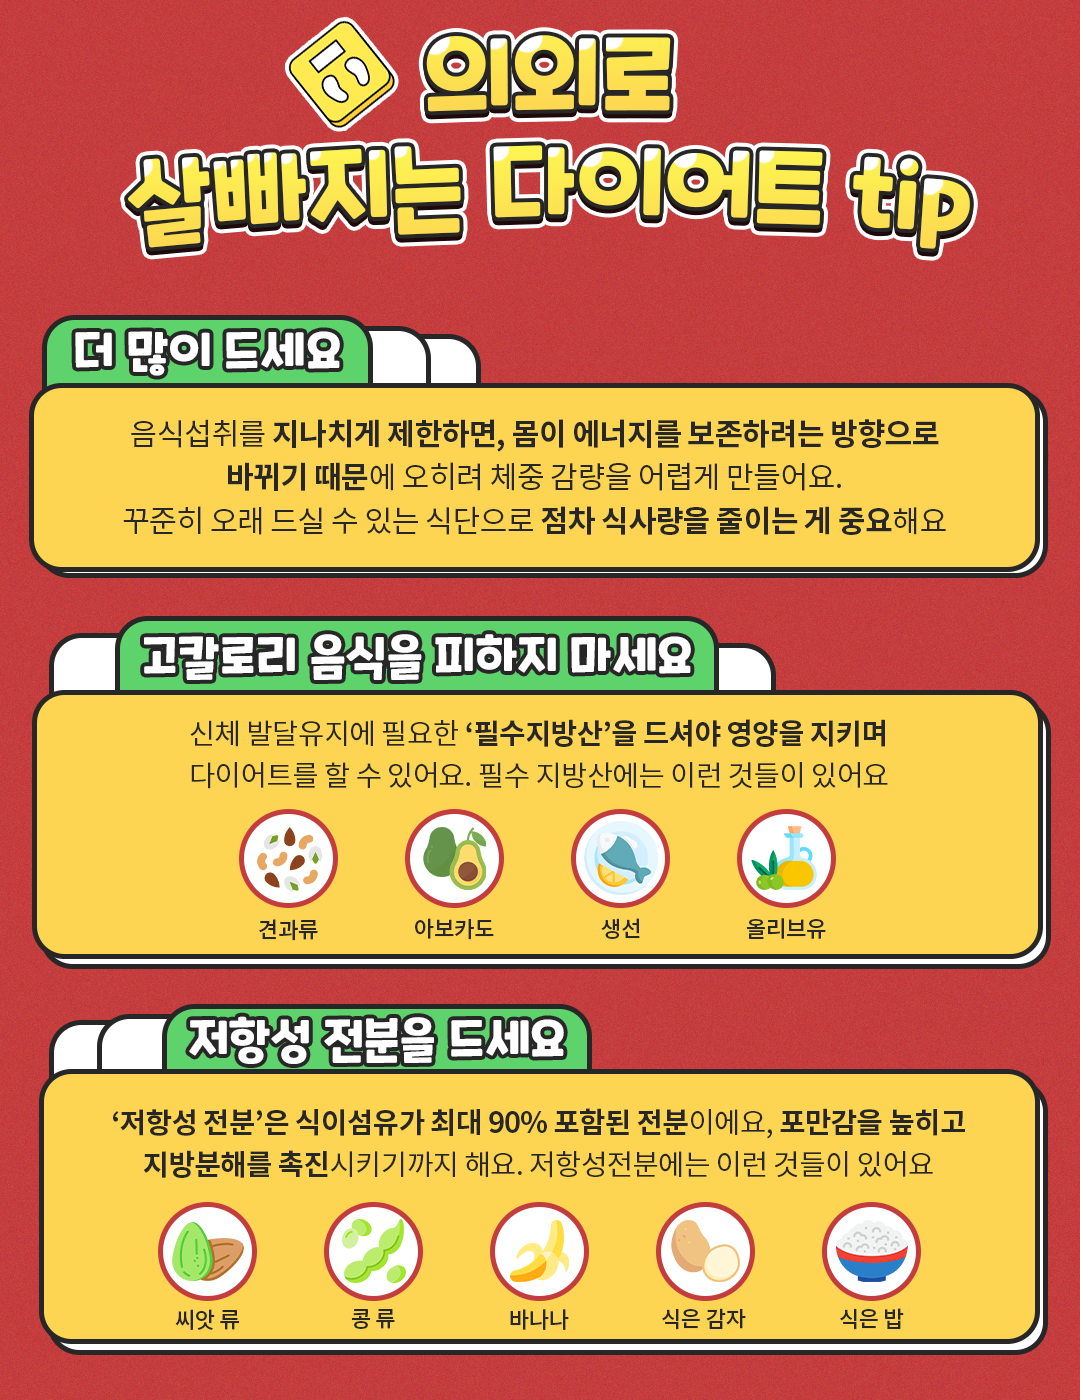 의외로
살빠지는 다이어트 tip
더 많이 드세요
음식섭취를 지나치게 제한하면, 몸이 에너지를 보존하려는 방향으로
바뀌기 때문에 오히려 체중 감량을 어렵게 만들어요.
꾸준히 오래 드실 수 있는 식단으로 점차 식사량을 줄이는 게 중요해요
고칼로리 음식을 피하지 마세요
신체 발달유지에 필요한 ‘필수지방산’을 드셔야 영양을 지키며
다이어트를 할 수 있어요. 필수 지방산에는 이런 것들이 있어요
견과류 아보카도 생선 올리브유
저항성 전분을 드세요
‘저항성 전분’은 식이섬유가 최대 90% 포함된 전분이에요, 포만감을 높히고
지방분해를 촉진시키기까지 해요. 저항성전분에는 이런 것들이 있어요
씨앗 류 콩 류 바나나 식은 감자 식은 밥